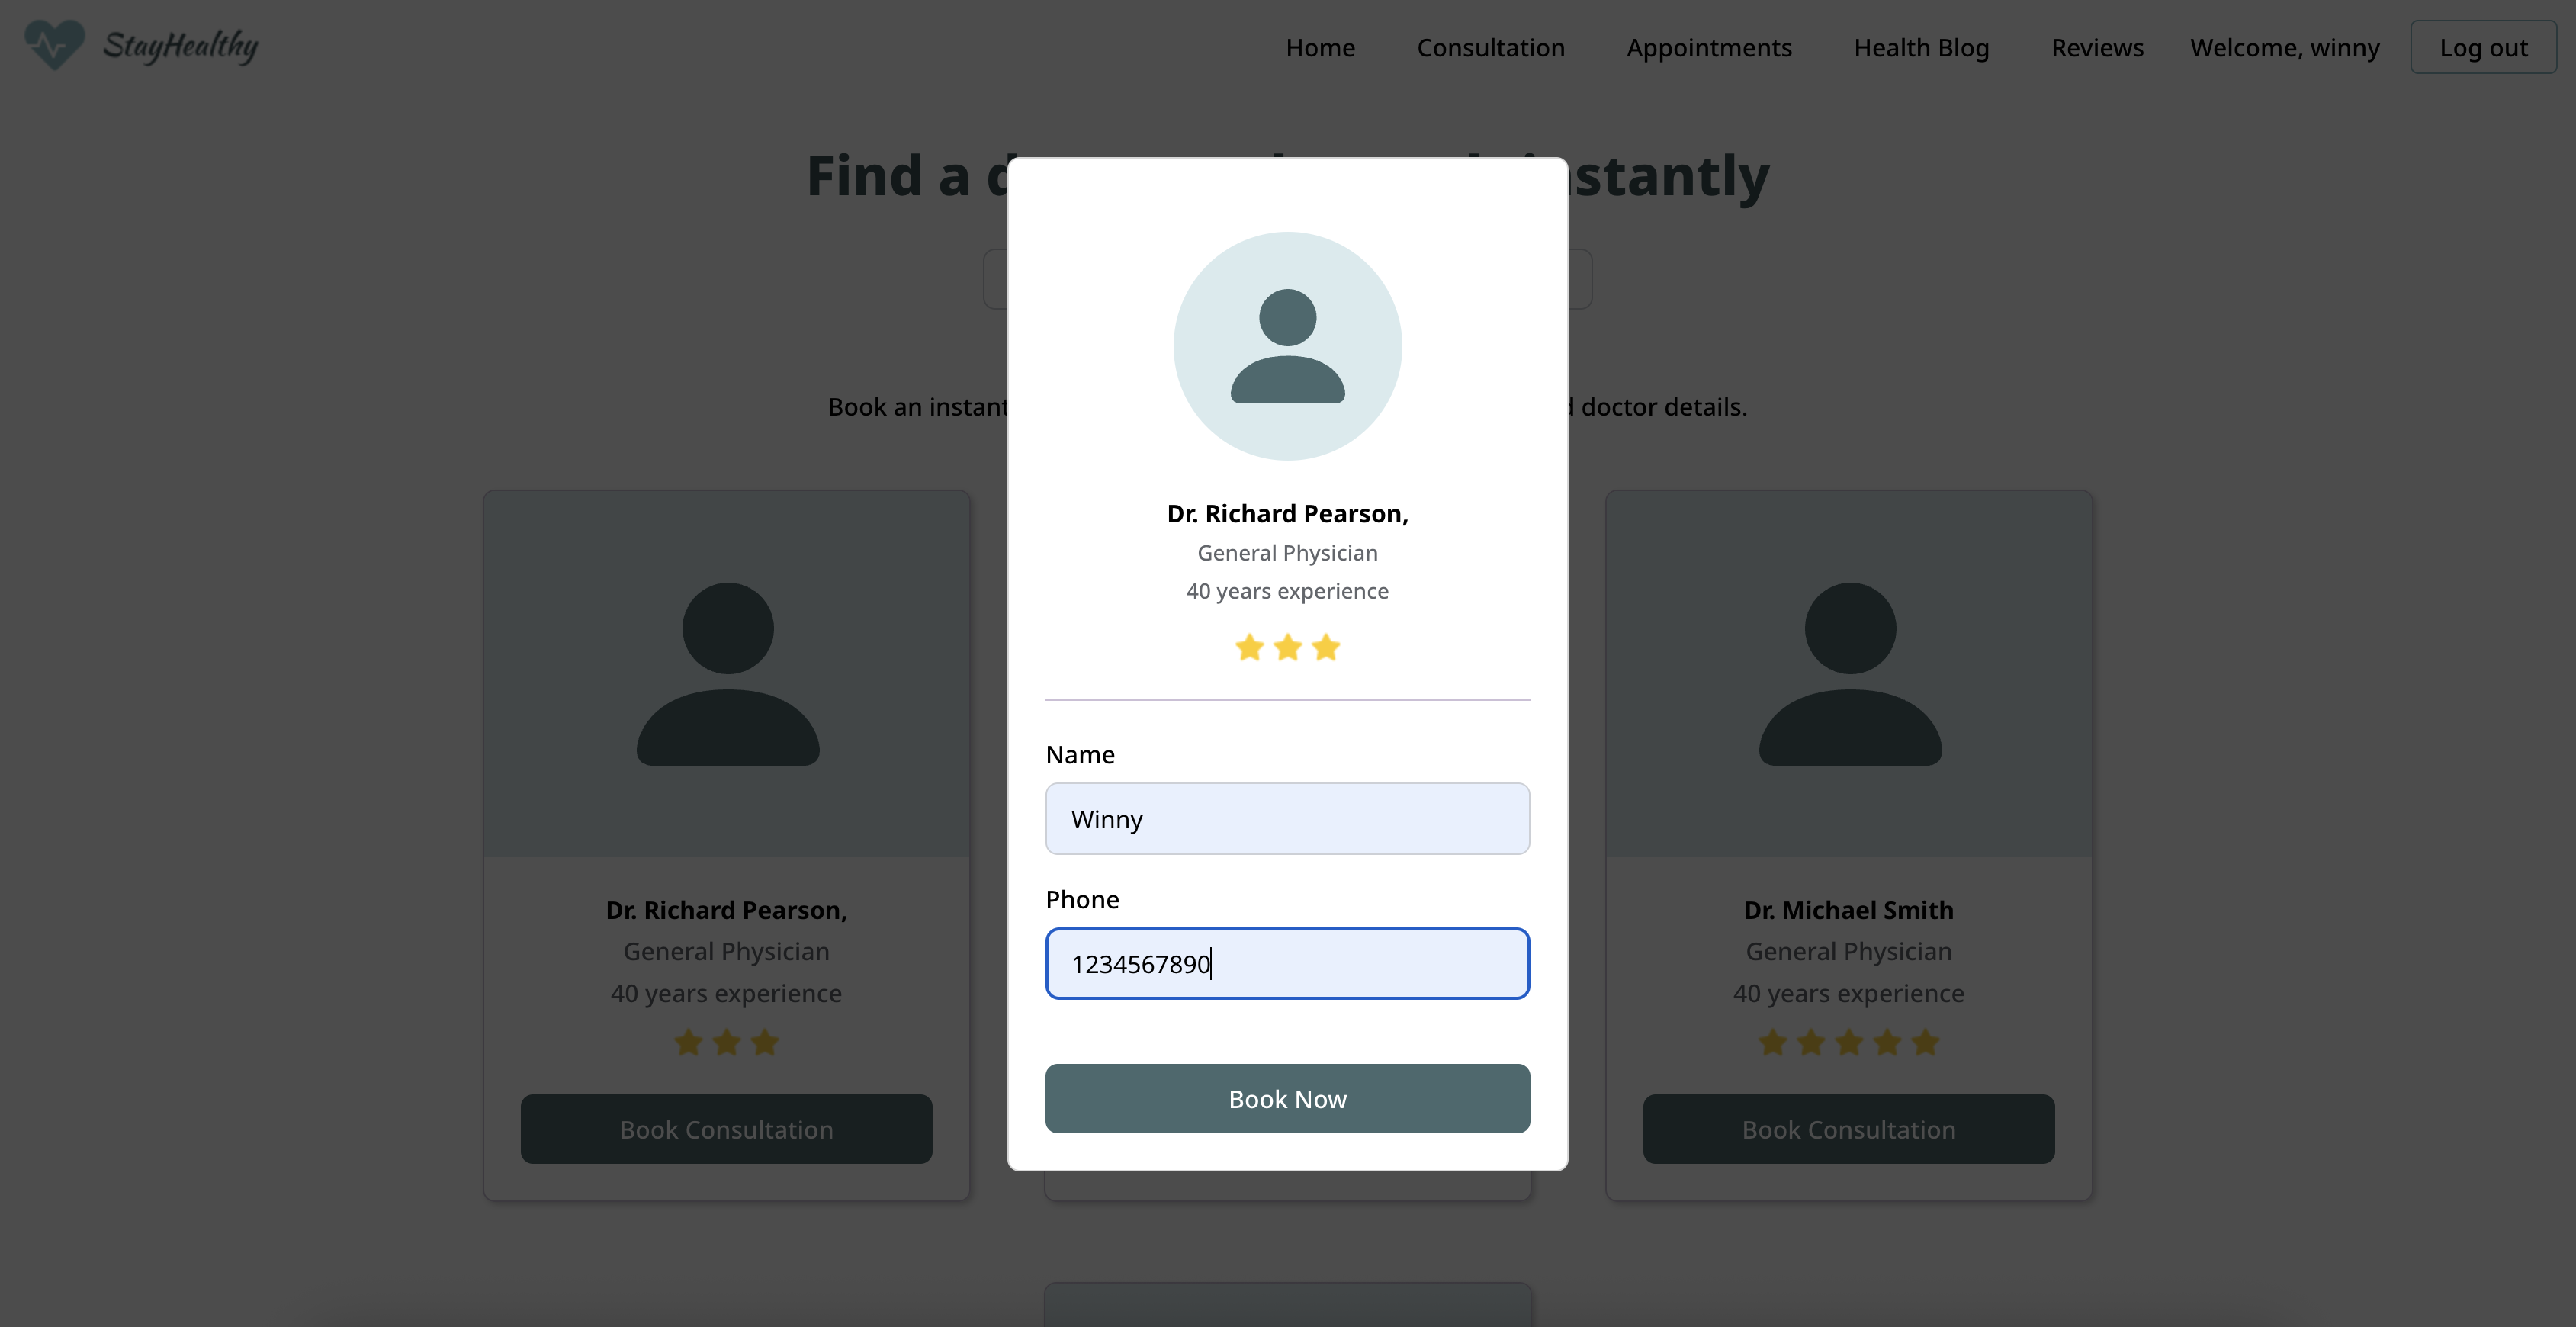 StayHealthy
Home
Consultation
Appointments
Health Blog
Reviews
Welcome, winny
Log out
Find a d
stantly
Book an instant
doctor details.
Dr. Richard Pearson,
General Physician
40 years experience
Name
Winny
Phone
1234567890
Book Now
Dr. Richard Pearson,
General Physician
40 years experience
Book Consultation
Dr. Michael Smith
General Physician
40 years experience
Book Consultation